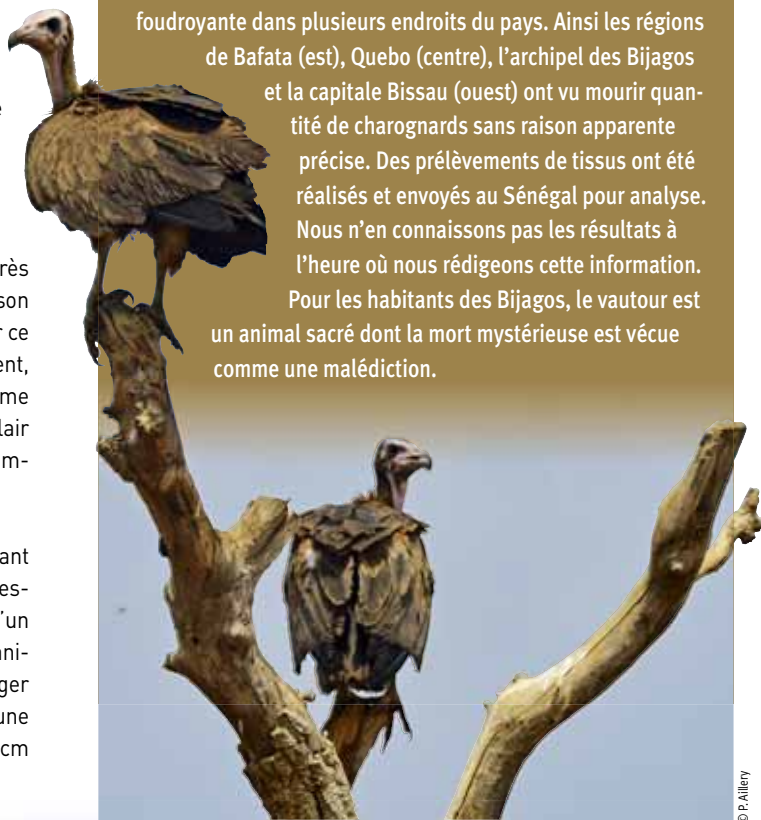 foudroyante dans plusieurs endroits du pays. Ainsi les régions
de Bafata (est), Quebo (centre), l’archipel des Bijagos
et la capitale Bissau (ouest) ont vu mourir quan-
tité de charognards sans raison apparente
précise. Des prélèvements de tissus ont été
réalisés et envoyés au Sénégal pour analyse.
Nous n’en connaissons pas les résultats à
l’heure où nous rédigeons cette information.
Pour les habitants des Bijagos, le vautour est
un animal sacré dont la mort mystérieuse est vécue
comme une malédiction.
ce
une
cm
© P. Aillery